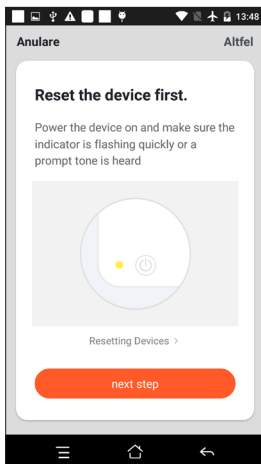 13:48
Anulare Altfel
Reset the device first.
Power the device on and make sure the
indicator is flashing quickly or a
prompt tone is heard
Resetting Devices >
next step